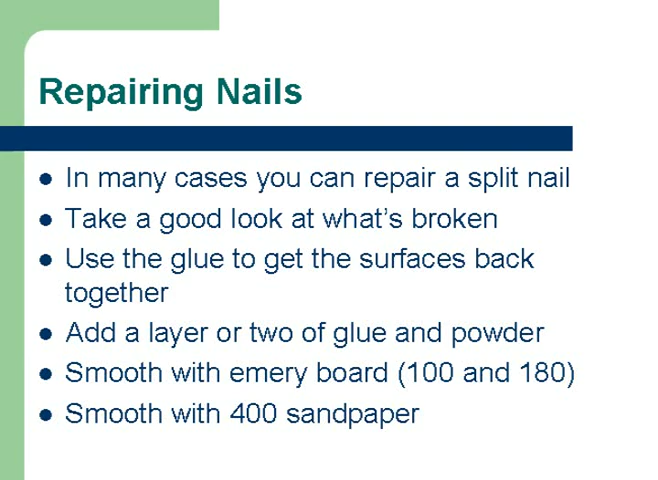 Repairing Nails
In many cases you can repair a split nail
Take a good look at what's broken
Use the glue to get the surfaces back
together
Add a layer or two of glue and powder
Smooth with emery board (100 and 180)
Smooth with 400 sandpaper